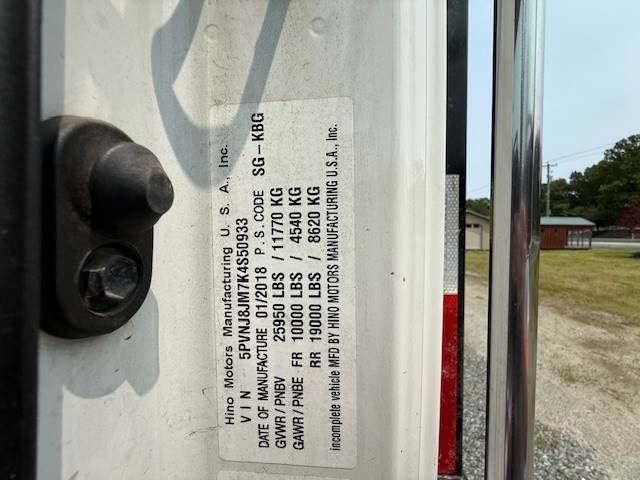 Hino Motors Manufacturing U. S. A., Inc.
VIN 5PVNJ8JM7K4S50933
DATE OF MANUFACTURE 01/2018 P.S. CODE SG-KBG
GVWR/PNBV 25950 LBS / 11770 KG
GAWR/PNBE FR 10000 LBS / 4540 KG
RR 19000 LBS / 8620 KG
incomplete vehicle MFD BY HINO MOTORS MANUFACTURING U.S.A., Inc.